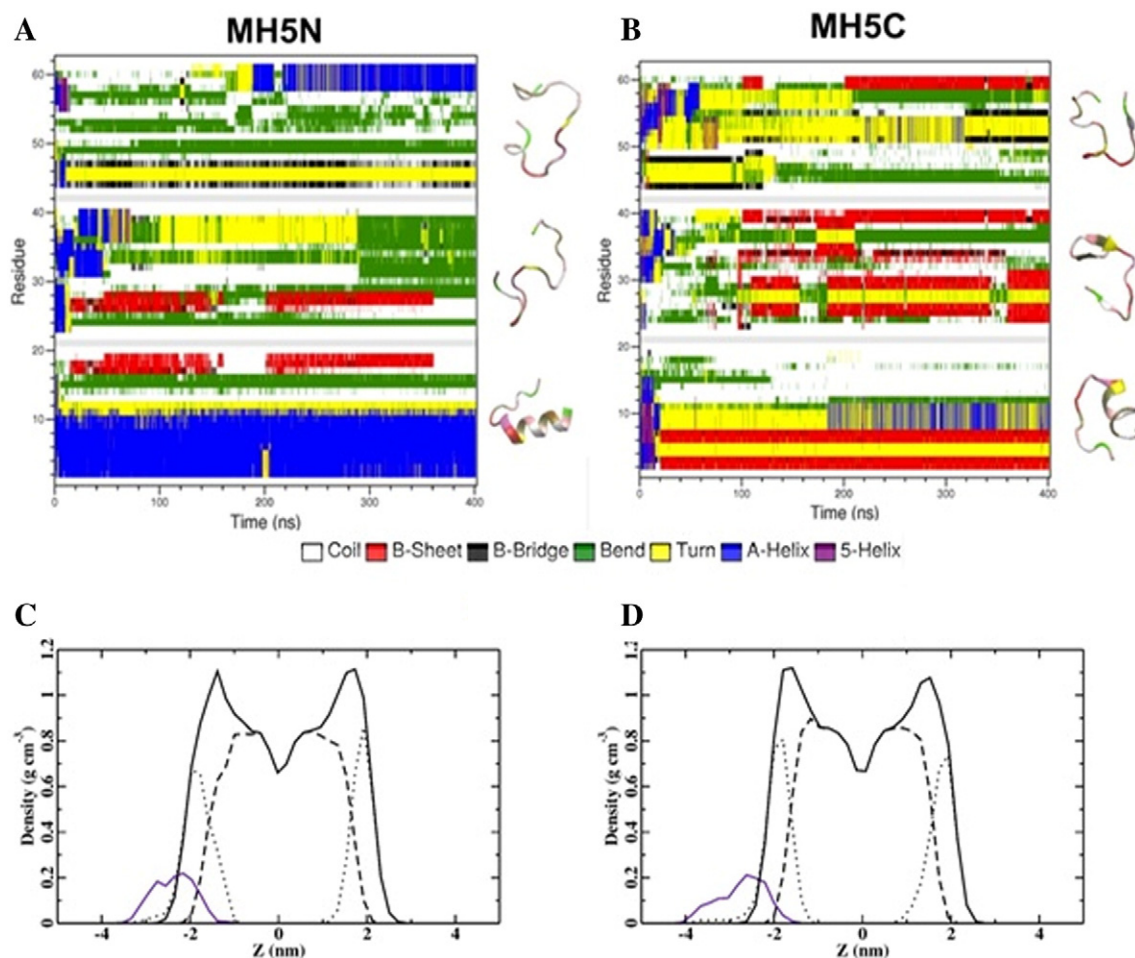 A
MH5N
B
MH5C
Residue
60
50
40
30
20
10
0
100
200
300
400
Time (ns)
Residue
60
50
40
30
20
10
0
100
200
300
400
Time (ns)
Coil B-Sheet B-Bridge Bend Turn A-Helix 5-Helix
C
D
Density (g cm-3)
1.2
1
0.8
0.6
0.4
0.2
0
-4 -2 0 2 4
Z (nm)
Density (g cm-3)
1.2
1
0.8
0.6
0.4
0.2
0
-4 -2 0 2 4
Z (nm)